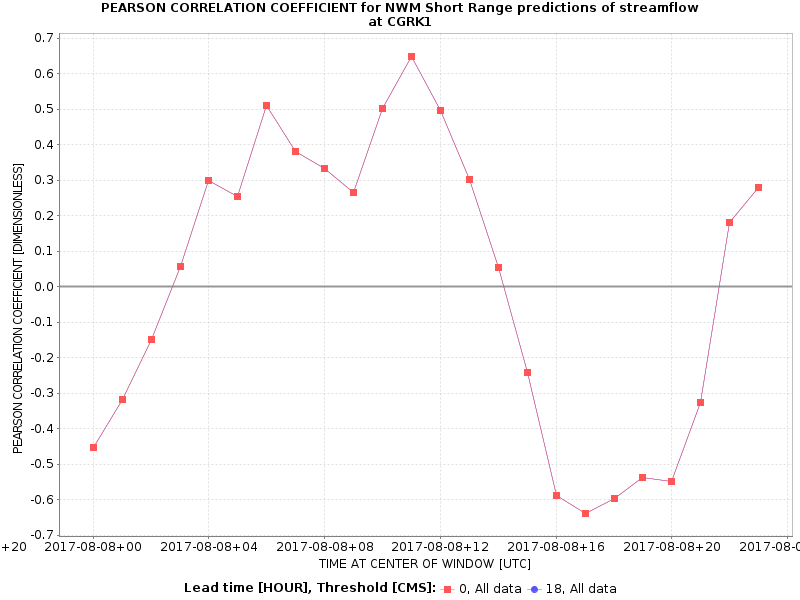 PEARSON CORRELATION COEFFICIENT for NWM Short Range predictions of streamflow
at CGRK1
PEARSON CORRELATION COEFFICIENT [DIMENSIONLESS]
0.7
0.6
0.5
0.4
0.3
0.2
0.1
0.0
-0.1
-0.2
-0.3
-0.4
-0.5
-0.6
-0.7
+20 2017-08-08+00 2017-08-08+04 2017-08-08+08 2017-08-08+12 2017-08-08+16 2017-08-08+20 2017-08-0
TIME AT CENTER OF WINDOW [UTC]
Lead time [HOUR], Threshold [CMS]: 0, All data 18, All data